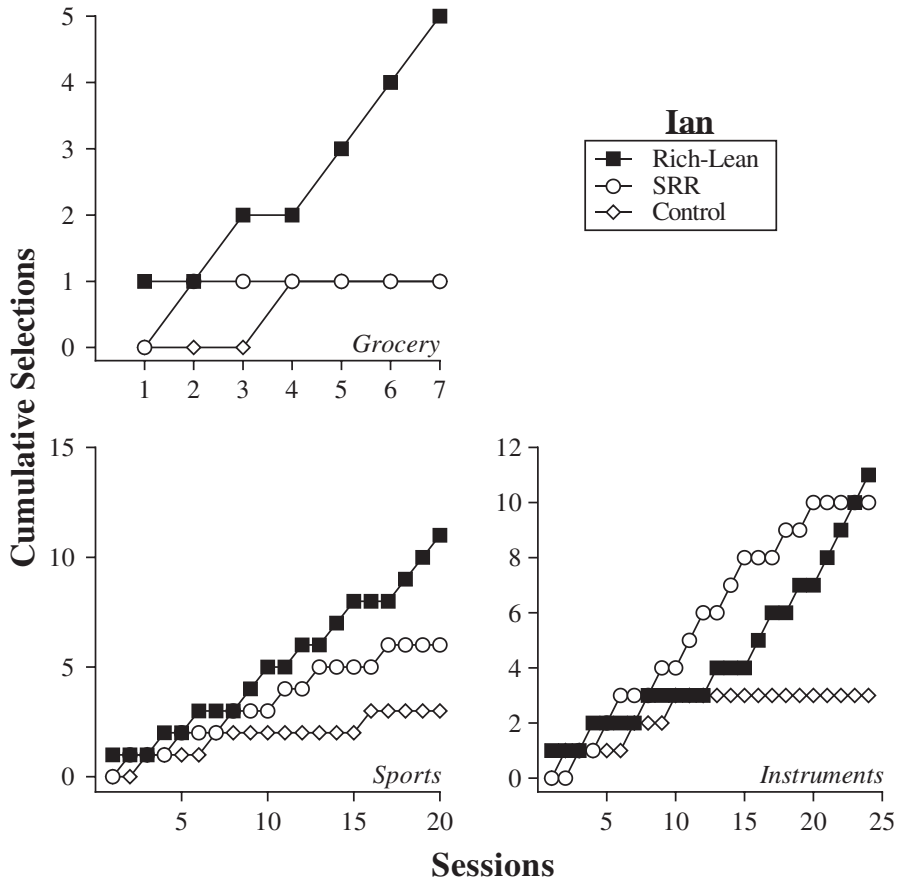 5
4
3
2
1
0
Grocery
1 2 3 4 5 6 7
Ian
Rich-Lean
SRR
Control
Cumulative Selections
15
10
5
0
Sports
5 10 15 20
12
10
8
6
4
2
0
Instruments
5 10 15 20 25
Sessions